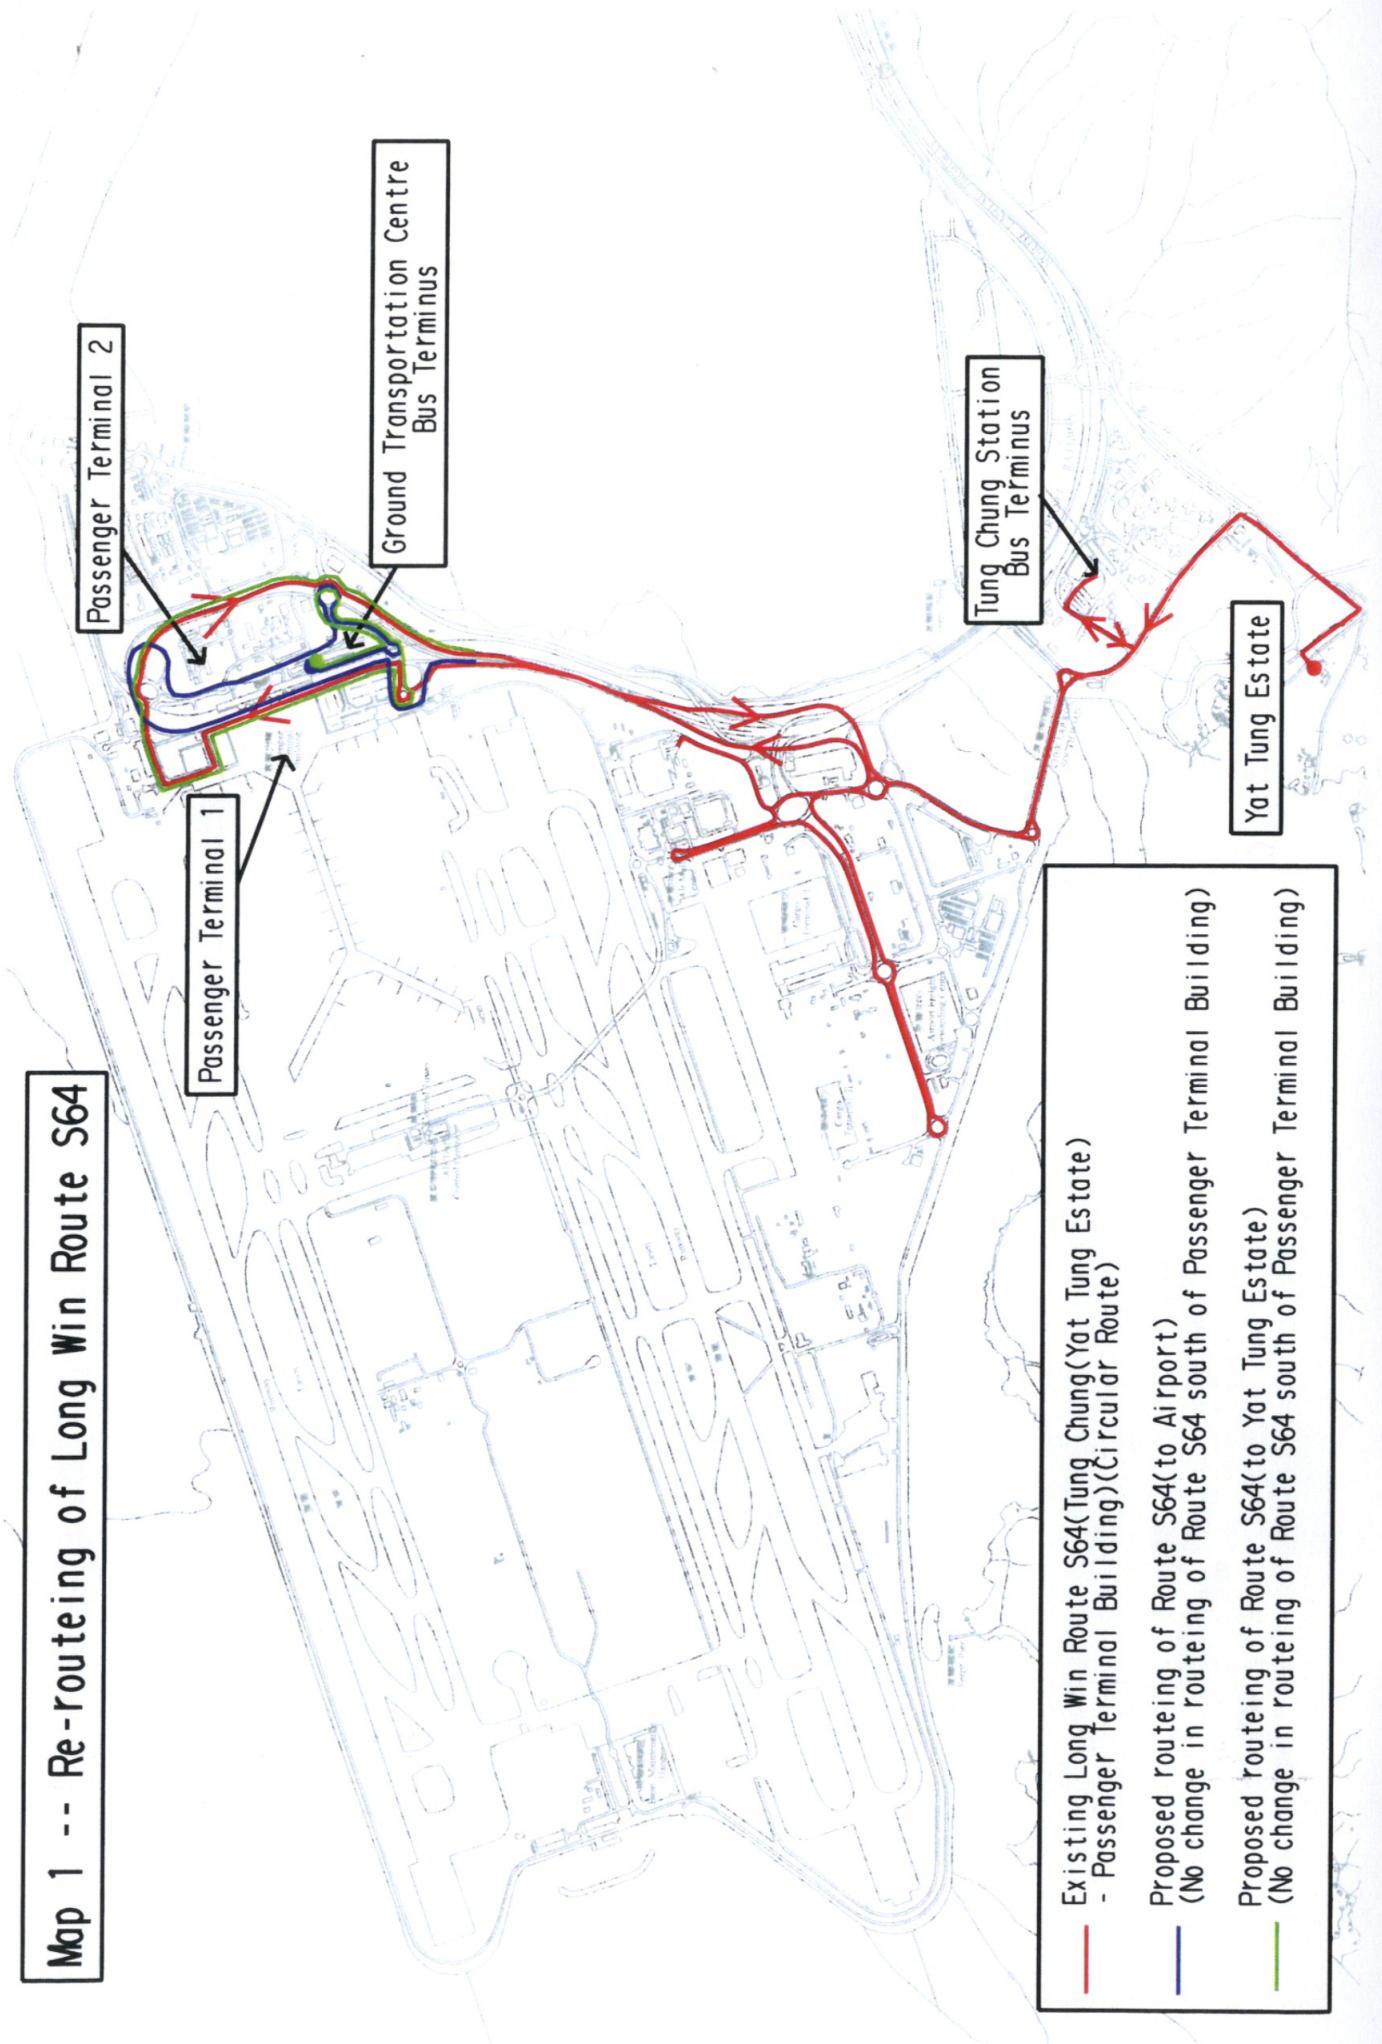 Map 1 -- Re-routeing of Long Win Route S64
Passenger Terminal 1
Passenger Terminal 2
Ground Transportation Centre
Bus Terminus
Tung Chung Station
Bus Terminus
Yat Tung Estate
Existing Long Win Route S64(Tung Chung(Yat Tung Estate)
- Passenger Terminal Building)(Circular Route)
Proposed routeing of Route S64(to Airport)
(No change in routeing of Route S64 south of Passenger Terminal Building)
Proposed routeing of Route S64(to Yat Tung Estate)
(No change in routeing of Route S64 south of Passenger Terminal Building)